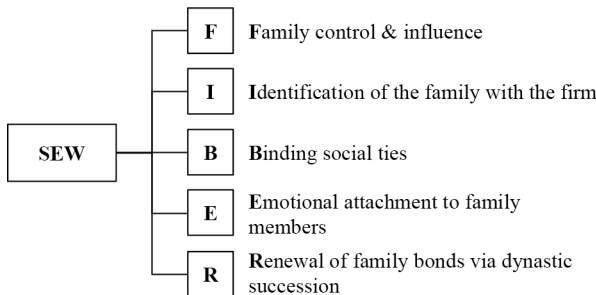 F Family control & influence
I Identification of the family with the firm
SEW
B Binding social ties
E Emotional attachment to family
members
R Renewal of family bonds via dynastic
succession